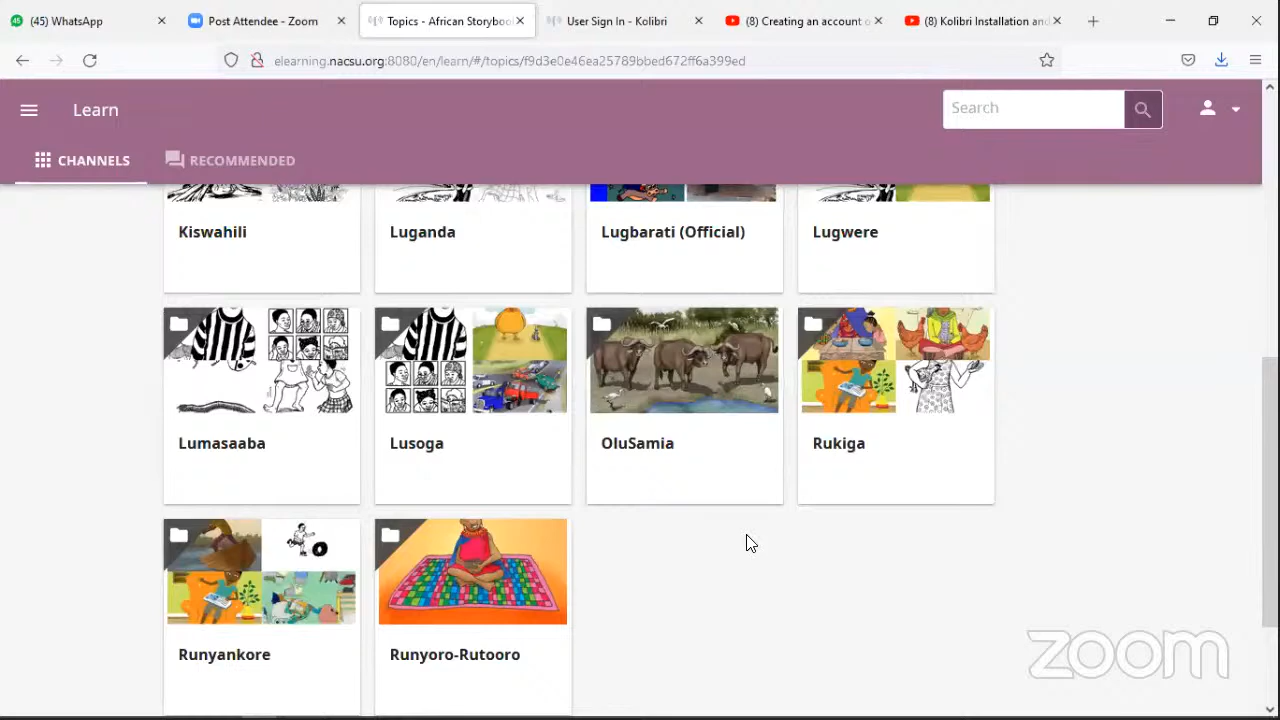 (45) WhatsApp
Post Attendee - Zoom
Topics - African Storyboo
User Sign In - Kolibri
(8) Creating an account o
(8) Kolibri Installation and
elearning.nacsu.org:8080/en/learn/#/topics/f9d3e0e46ea25789bbed672ff6a399ed
Learn
Search
CHANNELS
RECOMMENDED
Kiswahili
Luganda
Lugbarati (Official)
Lugwere
Lumasaaba
Lusoga
OluSamia
Rukiga
Runyankore
Runyoro-Rutooro
zoom